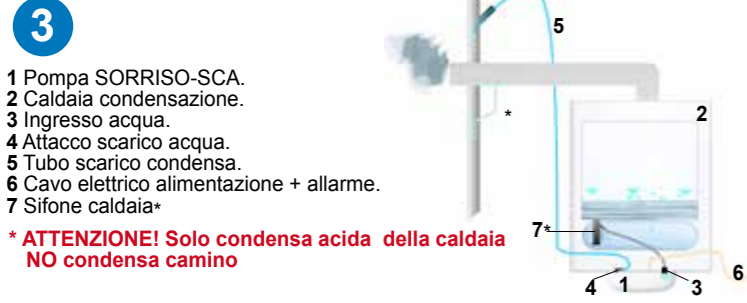 3
1 Pompa SORRISO-SCA.
2 Caldaia condensazione.
3 Ingresso acqua.
4 Attacco scarico acqua.
5 Tubo scarico condensa.
6 Cavo elettrico alimentazione + allarme.
7 Sifone caldaia*
* ATTENZIONE! Solo condensa acida della caldaia
NO condensa camino
5
*
2
7*
6
4
1
3